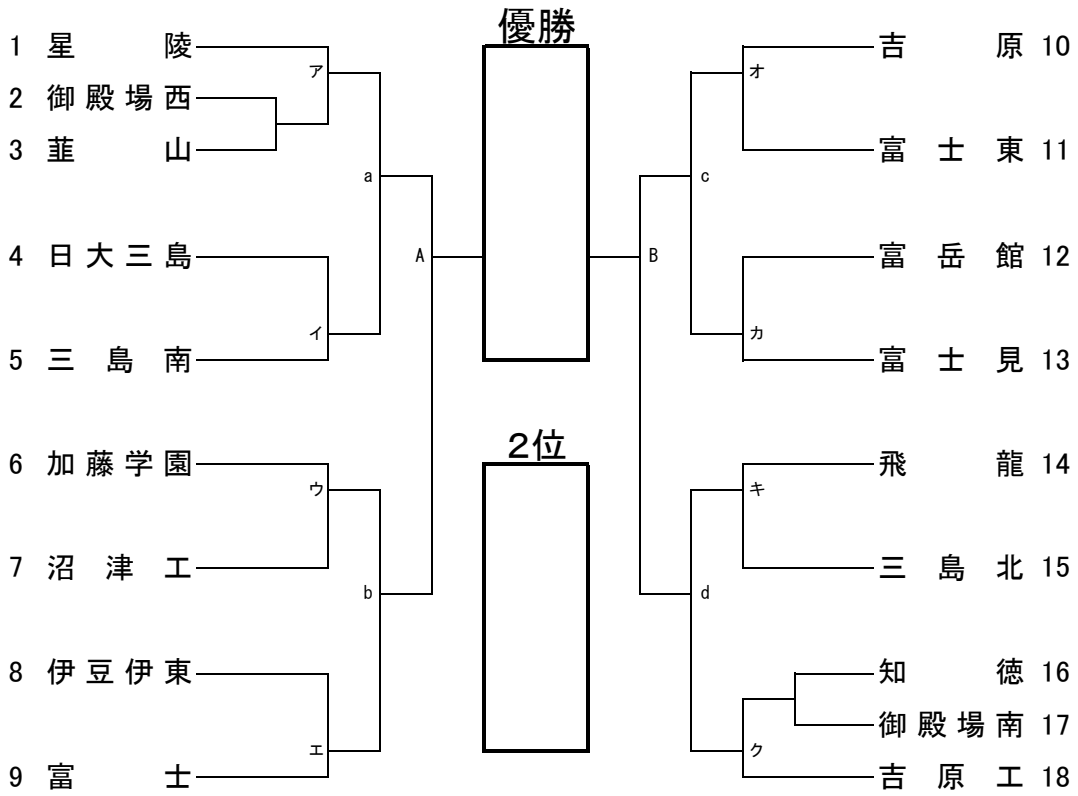 優勝
1 星陵
2 御殿場西
3 韮山
4 日大三島
5 三島南
6 加藤学園
7 沼津工
8 伊豆伊東
9 富士
ア
イ
ウ
エ
a
b
A
2位
B
c
d
オ
カ
キ
ク
吉原 10
富士東 11
富岳館 12
富士見 13
飛龍 14
三島北 15
知徳 16
御殿場南 17
吉原工 18